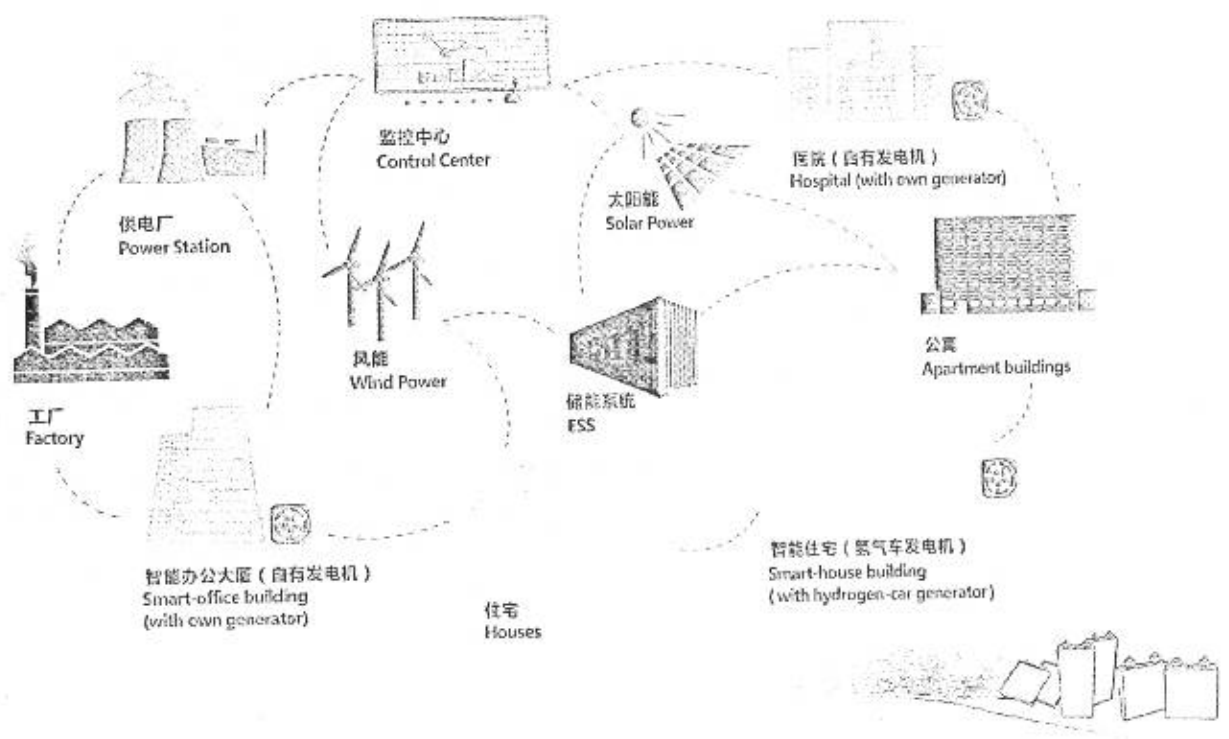 监控中心
Control Center
医院（自有发电机）
Hospital (with own generator)
太阳能
Solar Power
供电厂
Power Station
风能
Wind Power
公寓
Apartment buildings
储能系统
ESS
工厂
Factory
智能办公大厦（自有发电机）
Smart-office building
(with own generator)
智能住宅（氢气车发电机）
Smart-house building
(with hydrogen-car generator)
住宅
Houses